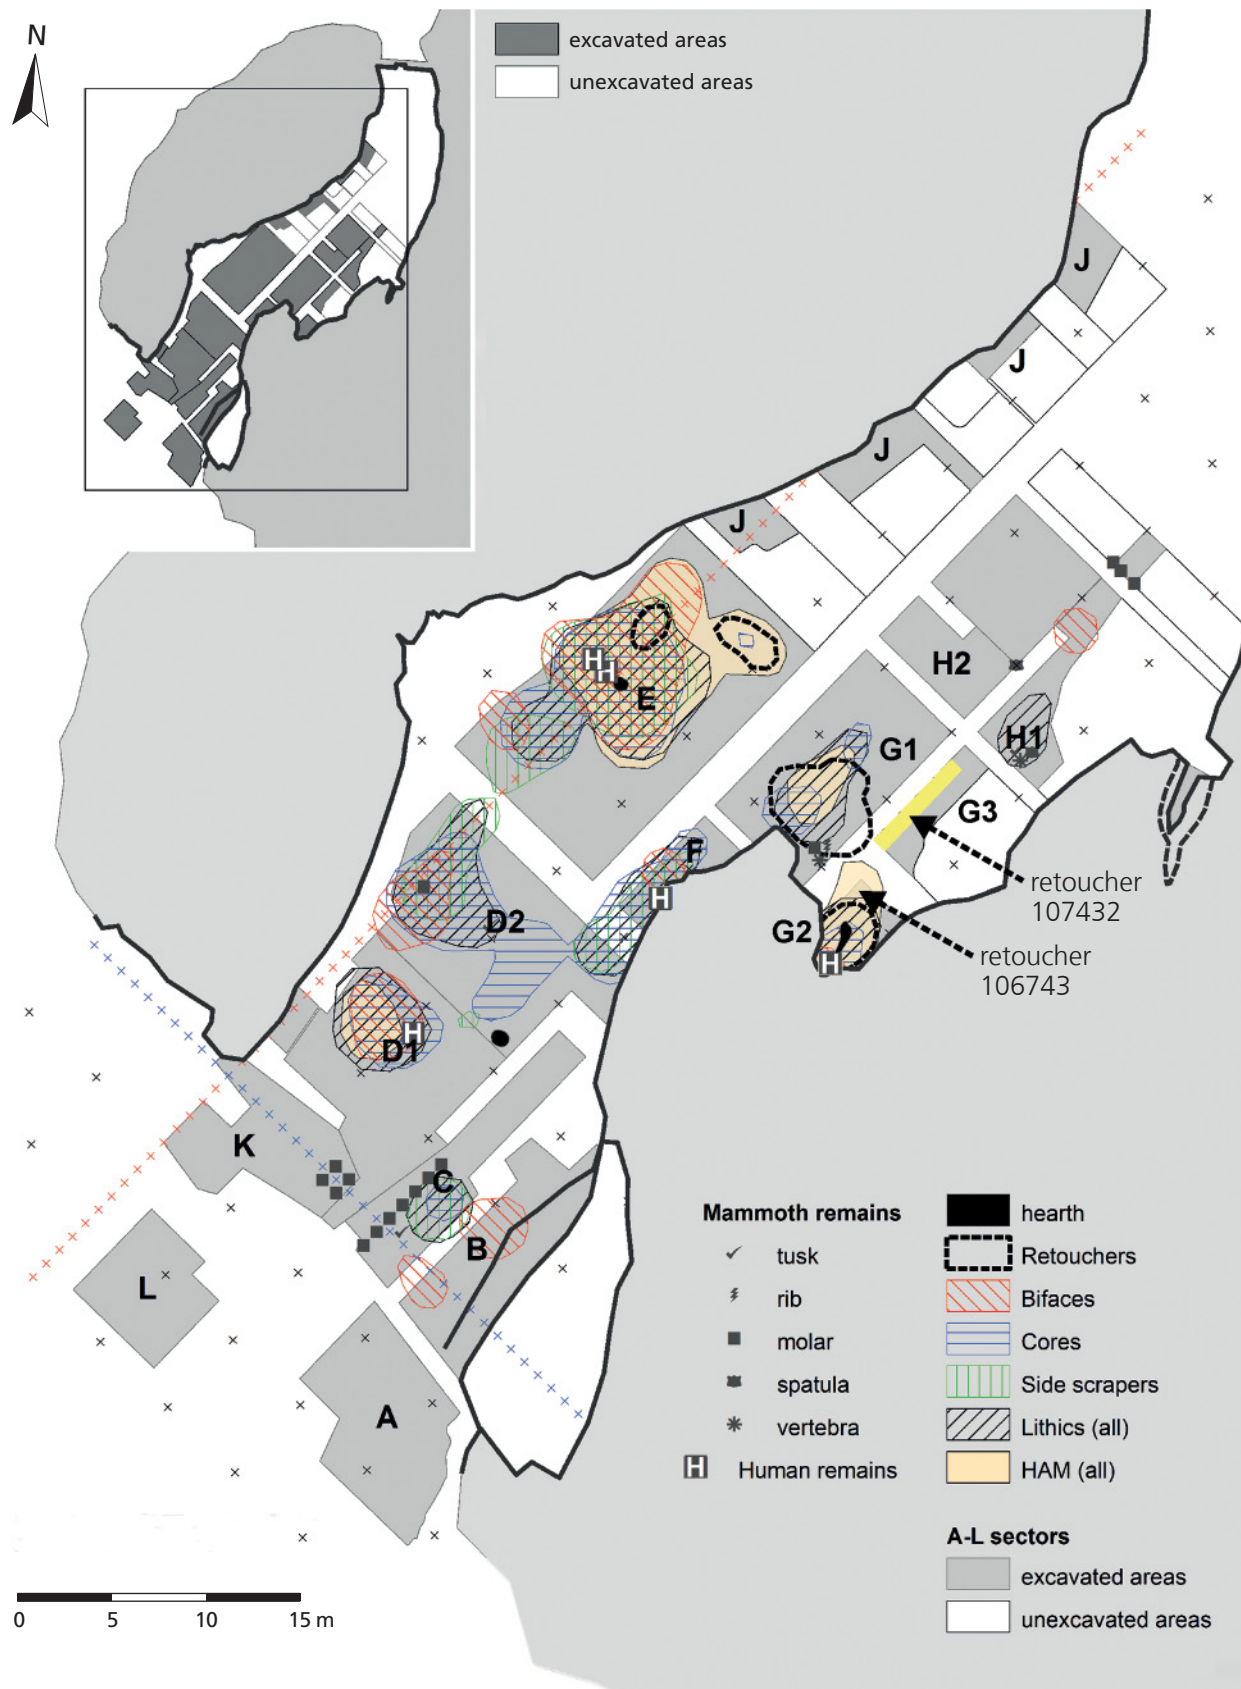 N
excavated areas
unexcavated areas
J
J
J
J
H2
E
H
H
H1
G1
G3
F
retoucher
107432
H
D2
G2
H
retoucher
106743
H
D1
K
C
B
L
A
Mammoth remains
tusk
rib
molar
spatula
vertebra
H Human remains
hearth
Retouchers
Bifaces
Cores
Side scrapers
Lithics (all)
HAM (all)
A-L sectors
excavated areas
unexcavated areas
0 5 10 15 m